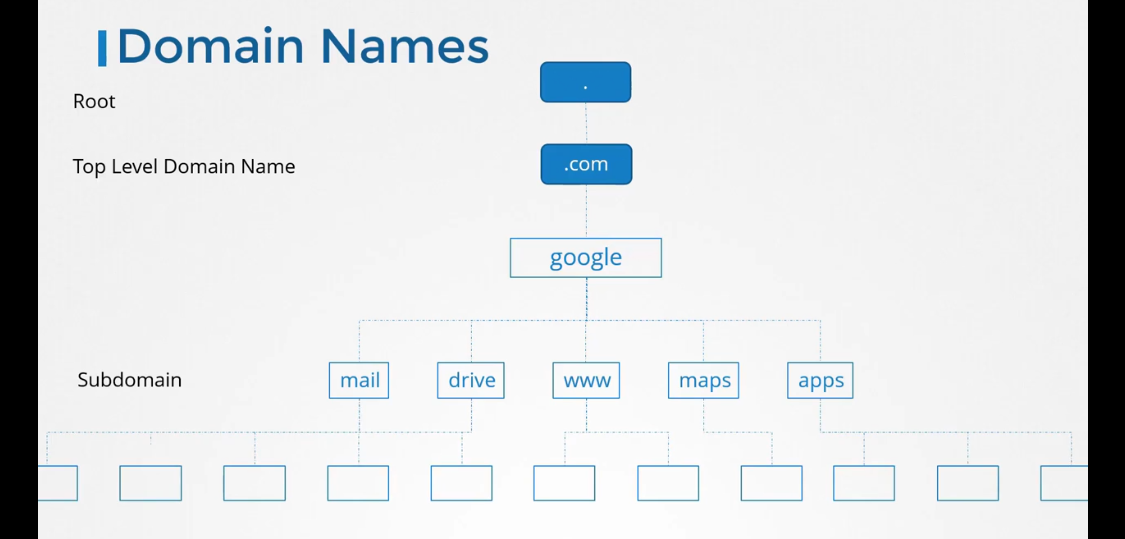 Domain Names
.
Root
.com
Top Level Domain Name
google
Subdomain
mail
drive
www
maps
apps